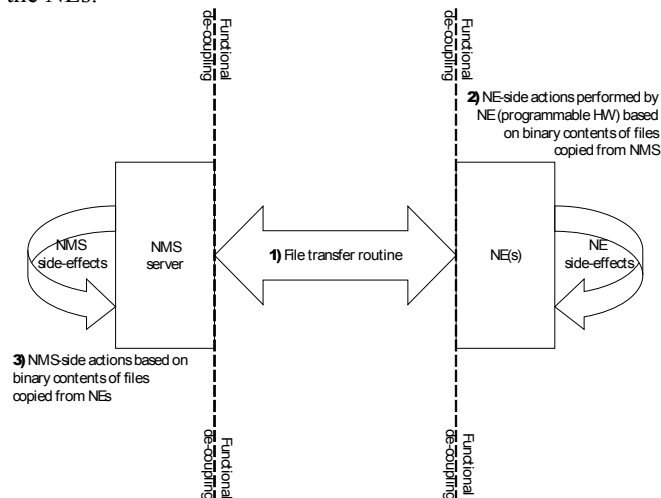 the NEs.
Functional
de-coupling
Functional
de-coupling
2) NE-side actions performed by
NE (programmable HW) based
on binary contents of files
copied from NMS
NMS
side-effects
NMS
server
1) File transfer routine
NE(s)
NE
side-effects
3) NMS-side actions based on
binary contents of files
copied from NEs
Functional
de-coupling
Functional
de-coupling